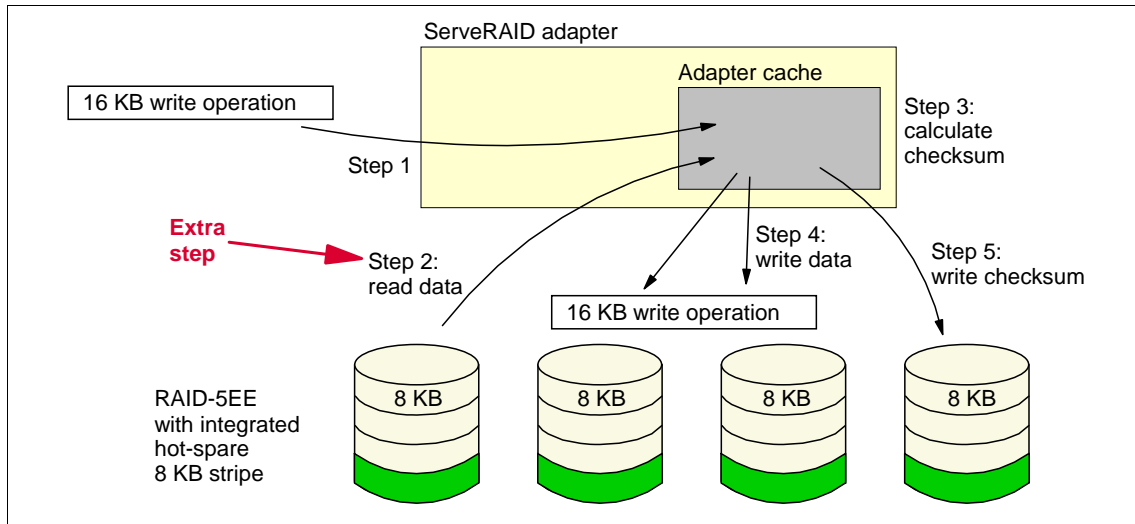 ServeRAID adapter
Adapter cache
16 KB write operation
Step 3:
calculate
checksum
Step 1
Extra
step
Step 2:
read data
Step 4:
write data
Step 5:
write checksum
16 KB write operation
8 KB
8 KB
8 KB
8 KB
RAID-5EE
with integrated
hot-spare
8 KB stripe